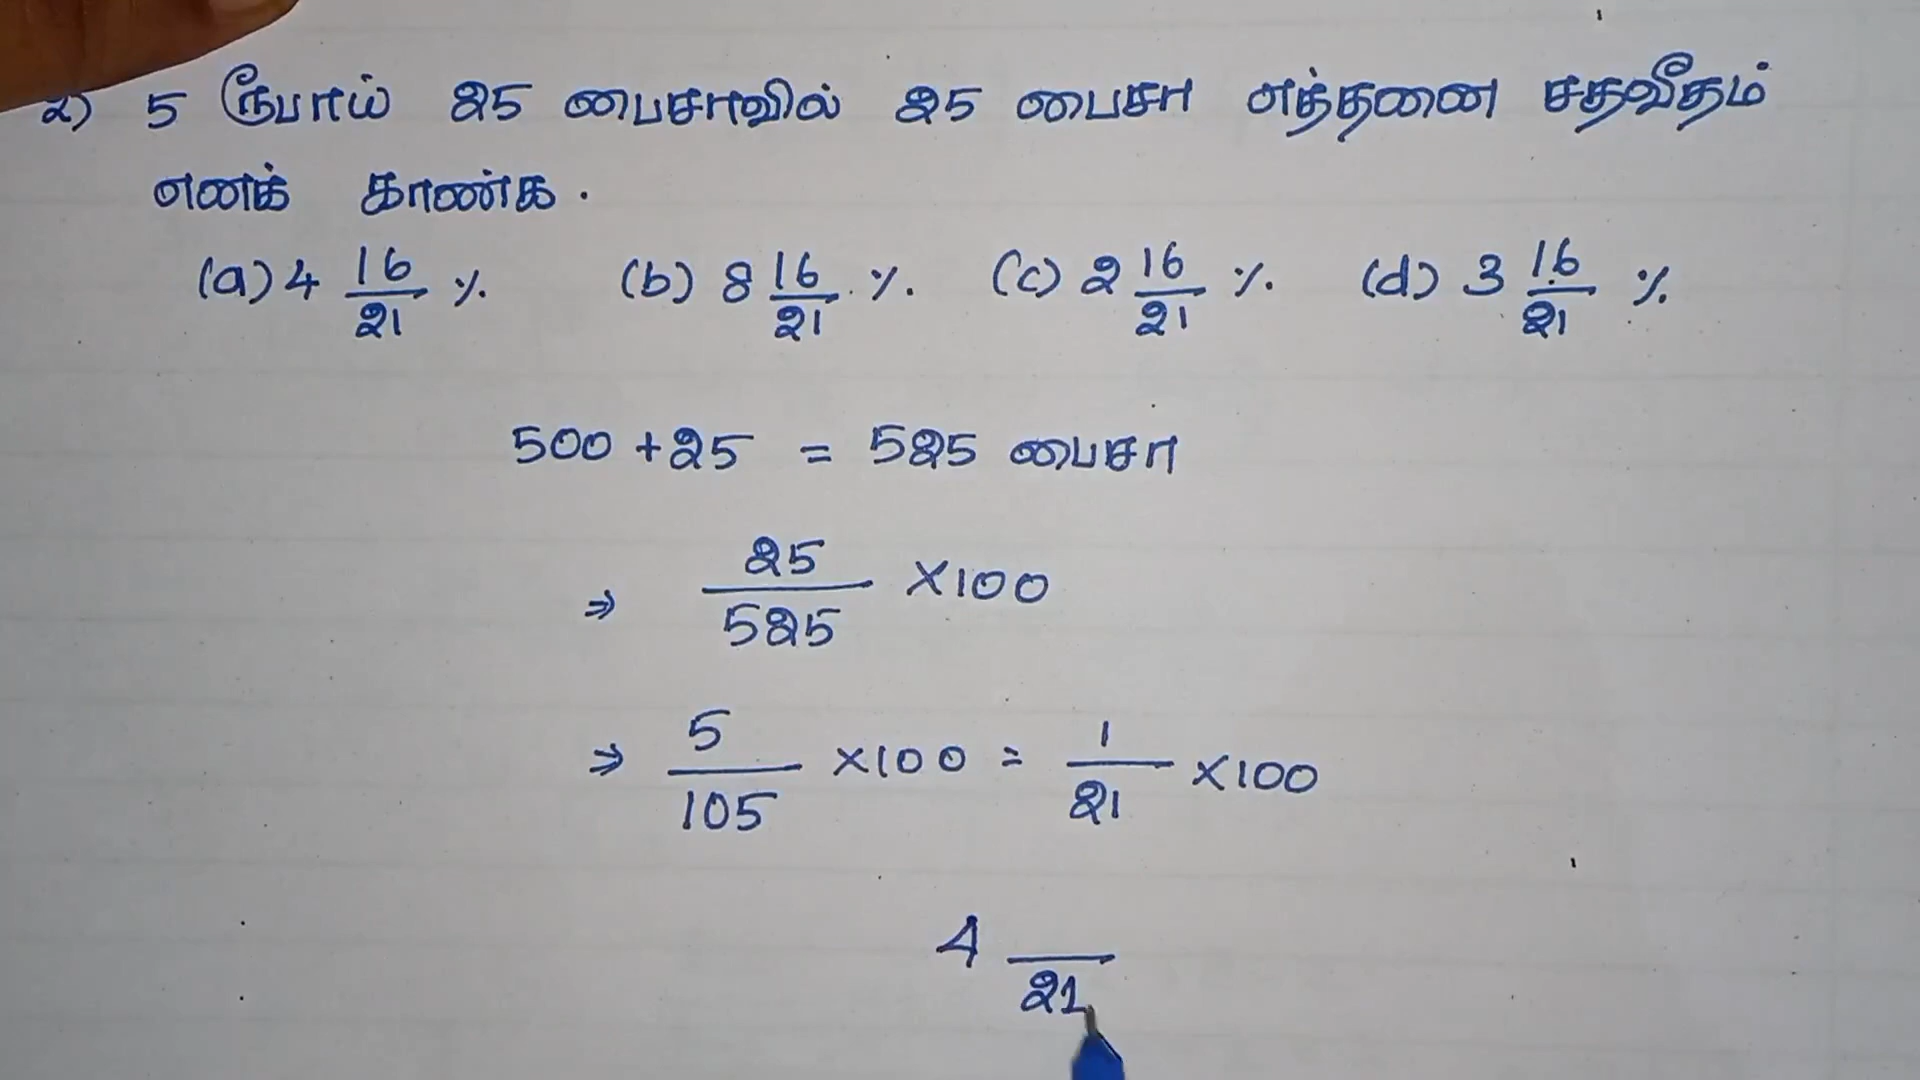 2) 5 ரூபாய் 25 பைசாவில் 25 பைசா எத்தனை சதவீதம்
எனக் காண்க.
(a) 4 16/21 % (b) 8 16/21 % (c) 2 16/21 % (d) 3 16/21 %
500 + 25 = 525 பைசா
⇒ 25/525 × 100
⇒ 5/105 × 100 = 1/21 × 100
4 /21